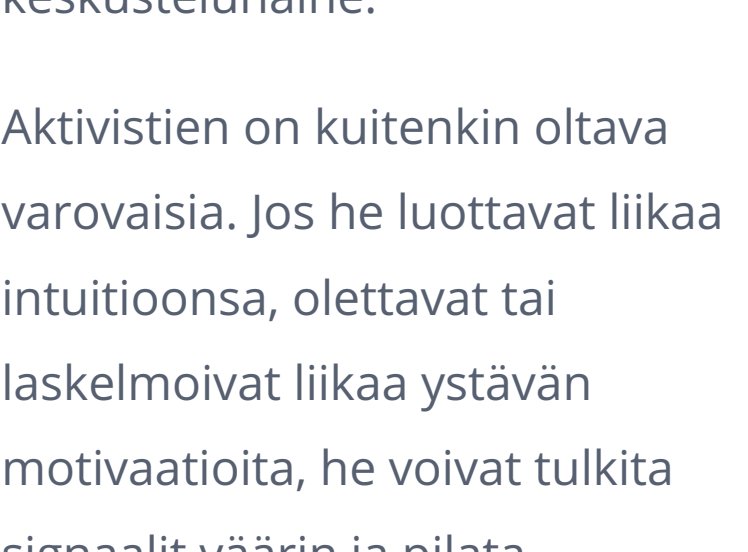 keskusteluñaihe.
Aktivistien on kuitenkin oltava
varovaisia. Jos he luottavat liikaa
intuitioonsa, olettavat tai
laskelmoivat liikaa ystävän
motivaatioita, he voivat tulkita
signaalit väärin ja pilata